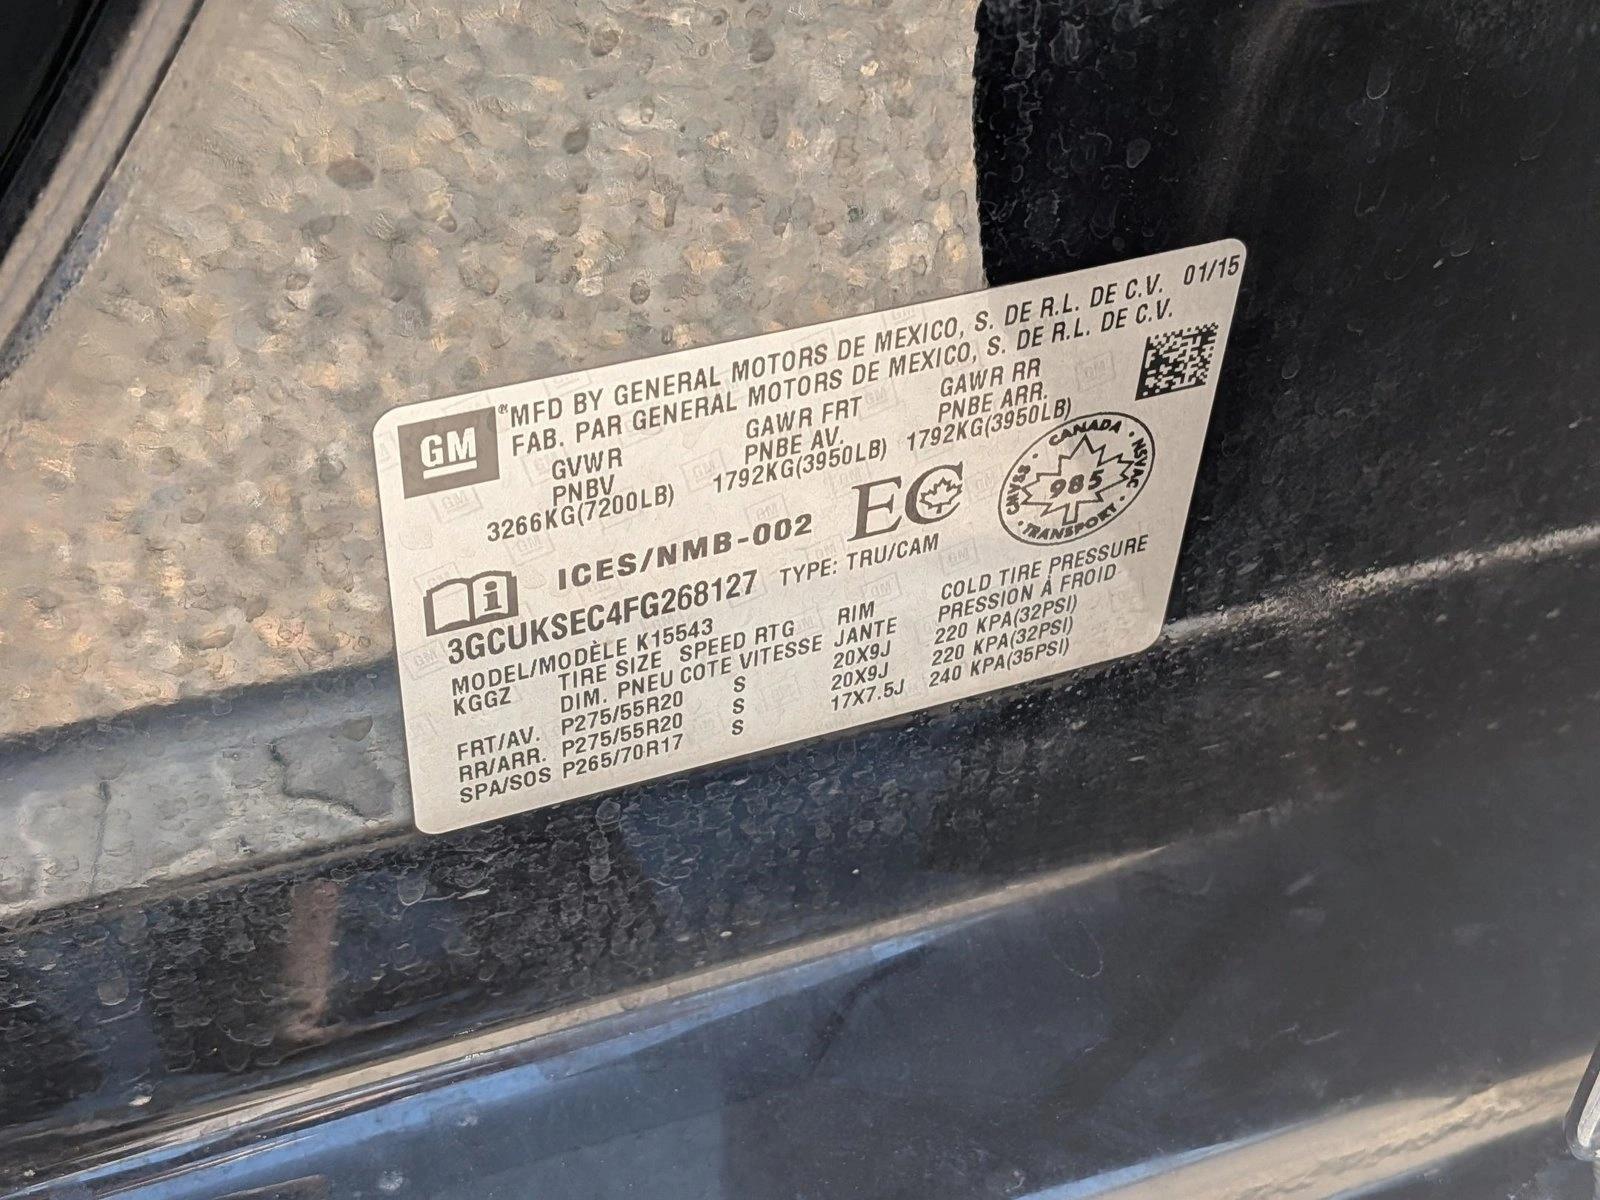 GM
®MFD BY GENERAL MOTORS DE MEXICO, S. DE R.L. DE C.V. 01/15
FAB. PAR GENERAL MOTORS DE MEXICO, S. DE R.L. DE C.V.
GVWR GAWR FRT GAWR RR
PNBV PNBE AV. PNBE ARR.
3266KG(7200LB) 1792KG(3950LB) 1792KG(3950LB)
i ICES/NMB-002 EC
CANADA · NSVAC · TRANSPORT · SVANC
985
3GCUKSEC4FG268127 TYPE: TRU/CAM
MODEL/MODÈLE K15543
KGGZ TIRE SIZE SPEED RTG RIM COLD TIRE PRESSURE
DIM. PNEU COTE VITESSE JANTE PRESSION À FROID
FRT/AV. P275/55R20 S 20X9J 220 KPA(32PSI)
RR/ARR. P275/55R20 S 20X9J 220 KPA(32PSI)
SPA/SOS P265/70R17 S 17X7.5J 240 KPA(35PSI)